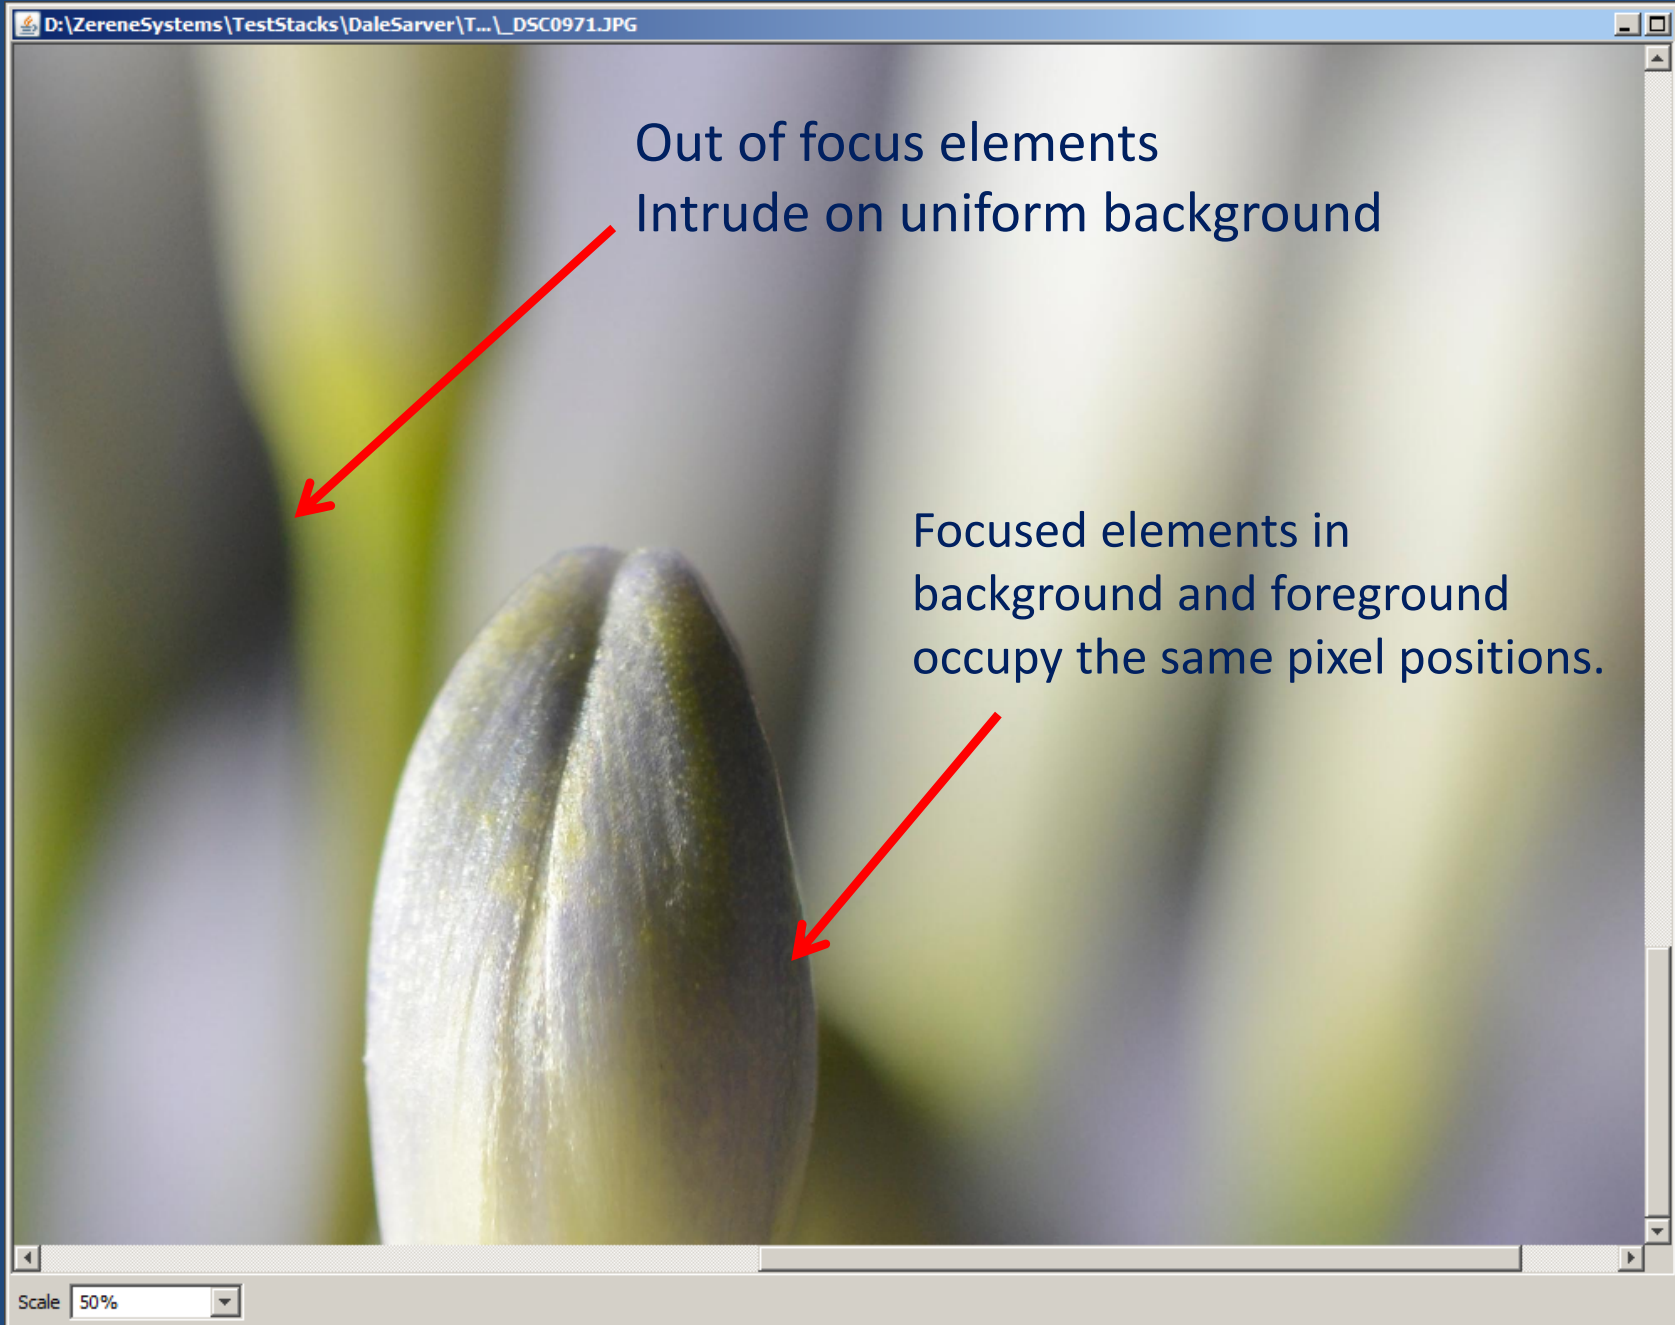 D:\ZereneSystems\TestStacks\DaleSarver\T...\_DSC0971.JPG
Out of focus elements
Intrude on uniform background
Focused elements in
background and foreground
occupy the same pixel positions.
Scale 50%